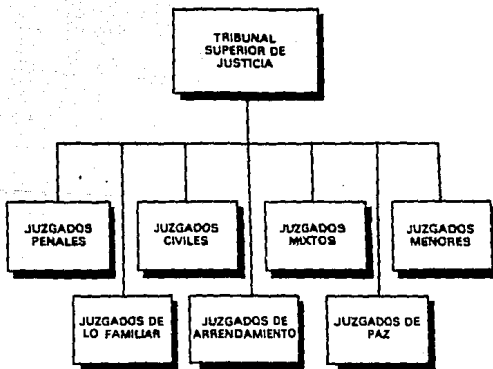 TRIBUNAL
SUPERIOR DE
JUSTICIA
JUZGADOS
PENALES
JUZGADOS
CIVILES
JUZGADOS
MIXTOS
JUZGADOS
MENORES
JUZGADOS DE
LO FAMILIAR
JUZGADOS DE
ARRENDAMIENTO
JUZGADOS DE
PAZ